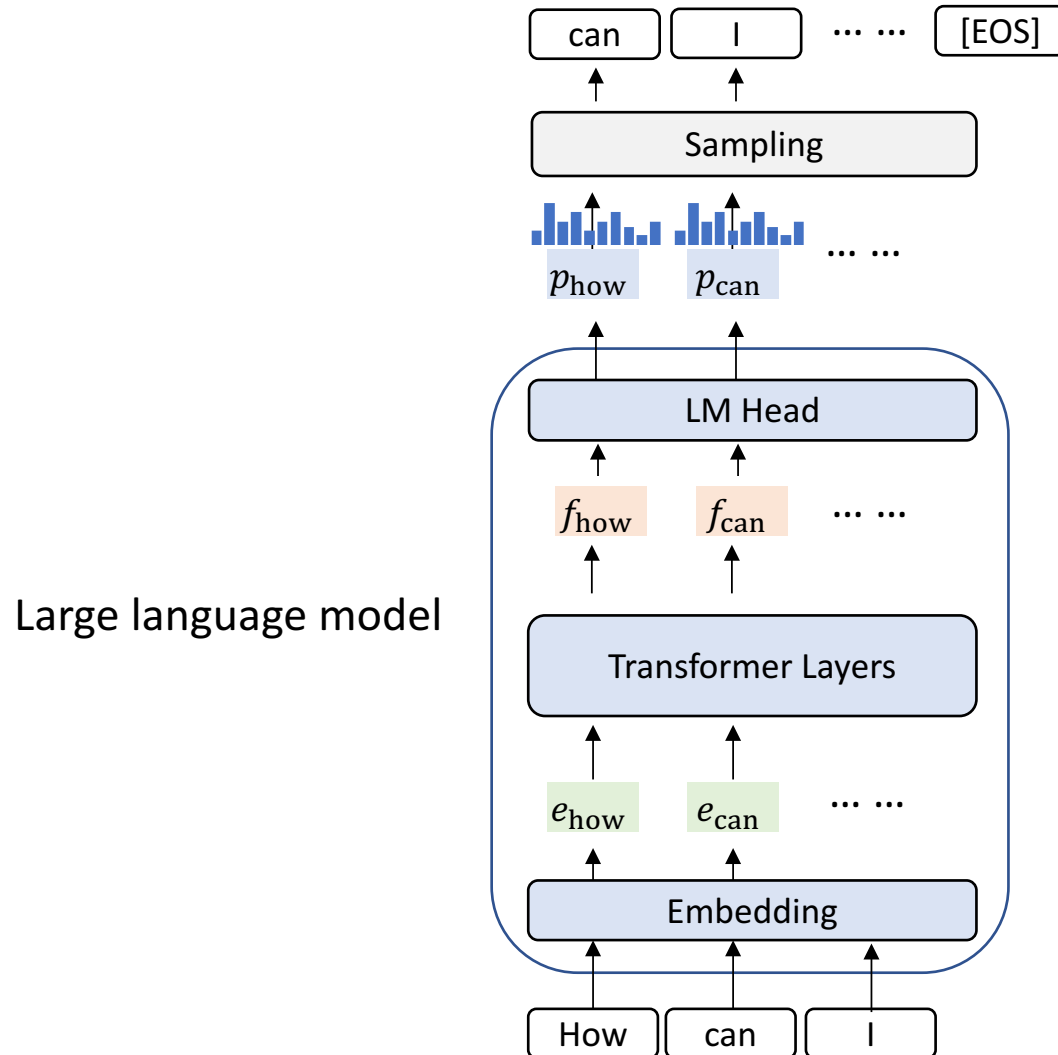 can I ... ... [EOS]
Sampling
p_how p_can ... ...
LM Head
f_how f_can ... ...
Large language model
Transformer Layers
e_how e_can ... ...
Embedding
How can I